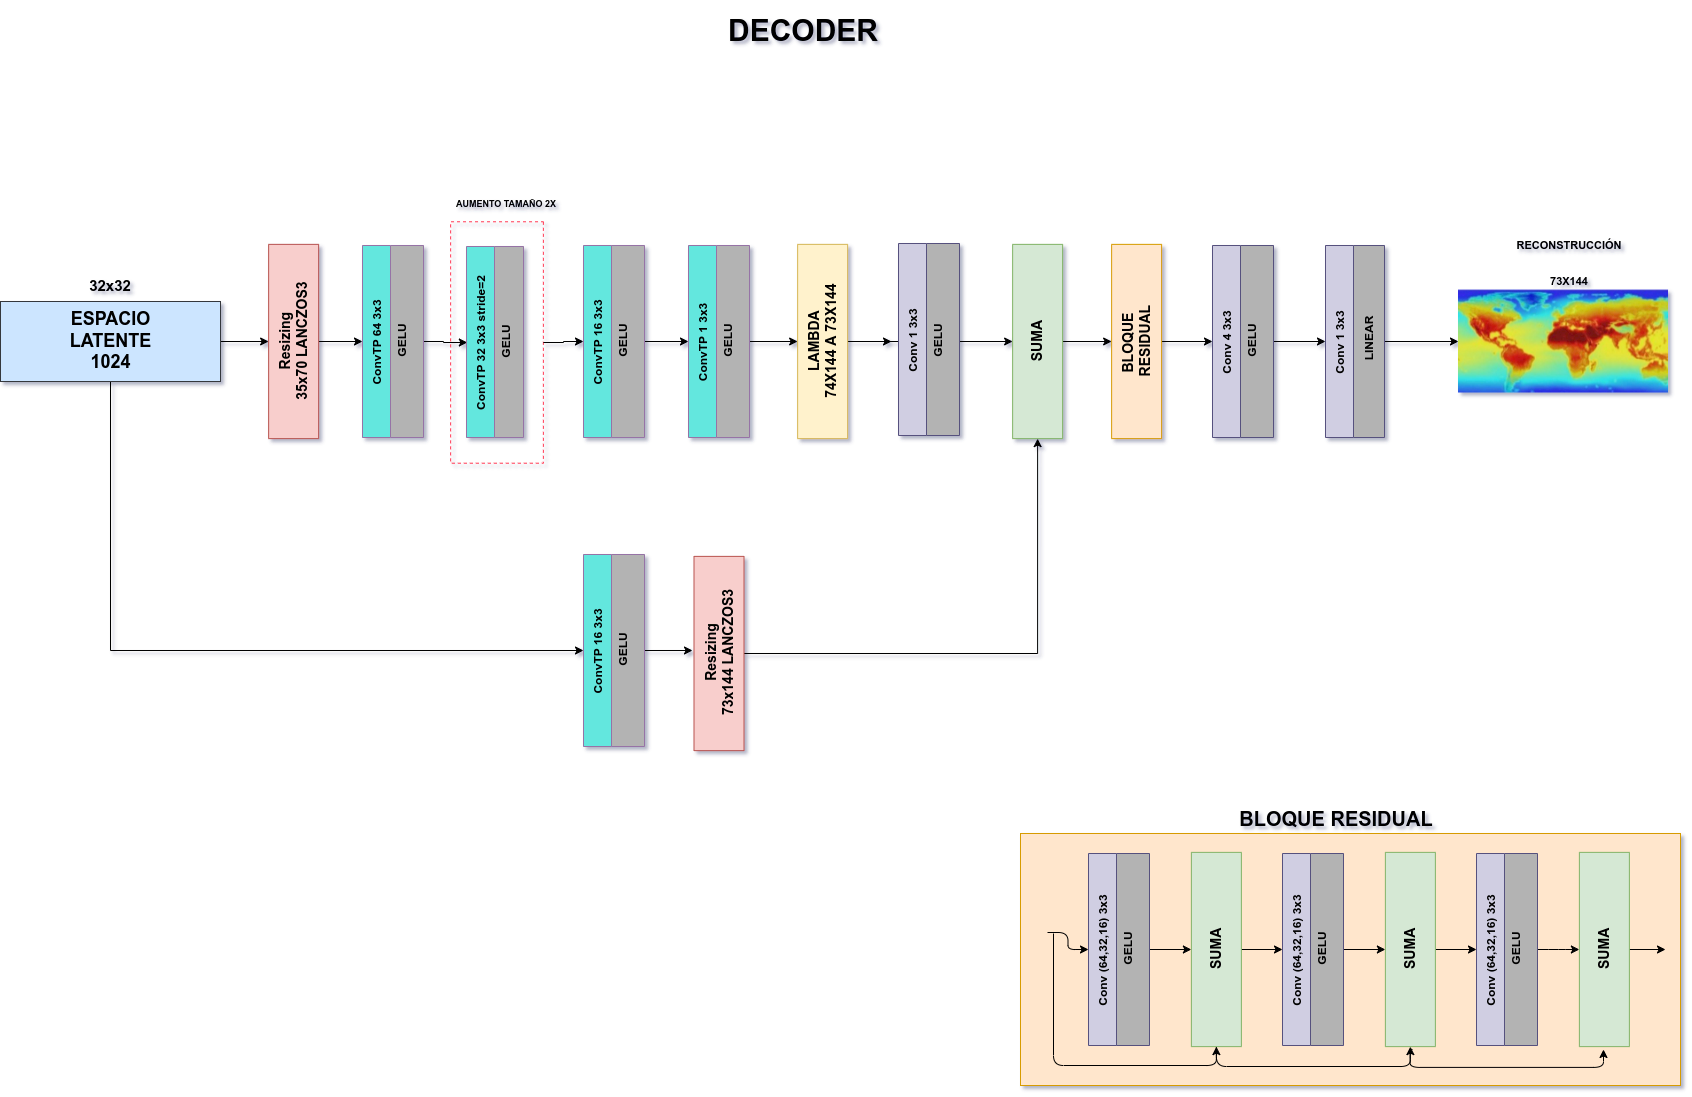 DECODER
AUMENTO TAMAÑO 2X
RECONSTRUCCIÓN
32x32
73X144
ESPACIO
LATENTE
1024
Resizing
35x70 LANCZOS3
ConvTP 64 3x3
GELU
ConvTP 32 3x3 stride=2
GELU
ConvTP 16 3x3
GELU
ConvTP 1 3x3
GELU
LAMBDA
74X144 A 73X144
Conv 1 3x3
GELU
SUMA
BLOQUE
RESIDUAL
Conv 4 3x3
GELU
Conv 1 3x3
LINEAR
ConvTP 16 3x3
GELU
Resizing
73x144 LANCZOS3
BLOQUE RESIDUAL
Conv (64,32,16) 3x3
GELU
SUMA
Conv (64,32,16) 3x3
GELU
SUMA
Conv (64,32,16) 3x3
GELU
SUMA